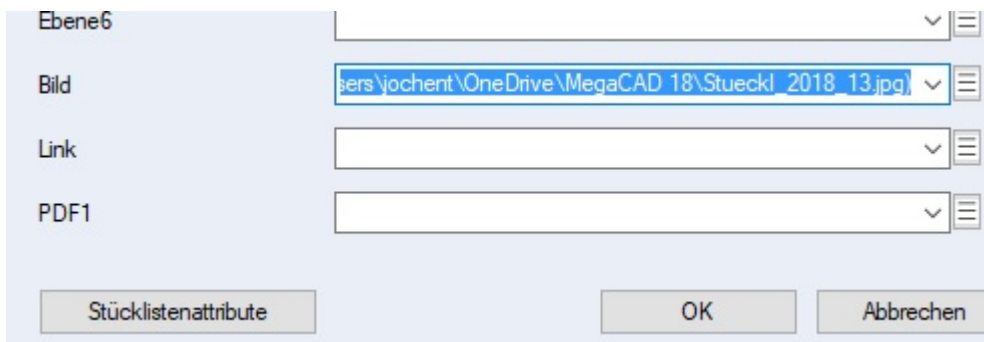 Ebene6
Bild sers\jochent\OneDrive\MegaCAD 18\Stueckl_2018_13.jpg)
Link
PDF1
Stücklistenattribute OK Abbrechen